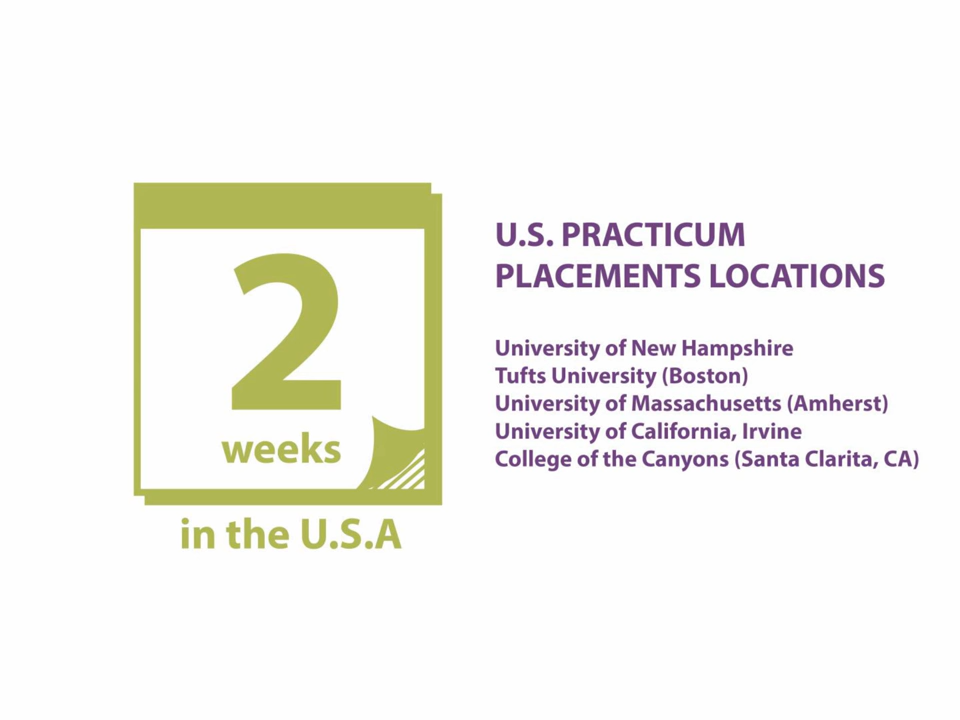 2
weeks
in the U.S.A
U.S. PRACTICUM
PLACEMENTS LOCATIONS
University of New Hampshire
Tufts University (Boston)
University of Massachusetts (Amherst)
University of California, Irvine
College of the Canyons (Santa Clarita, CA)